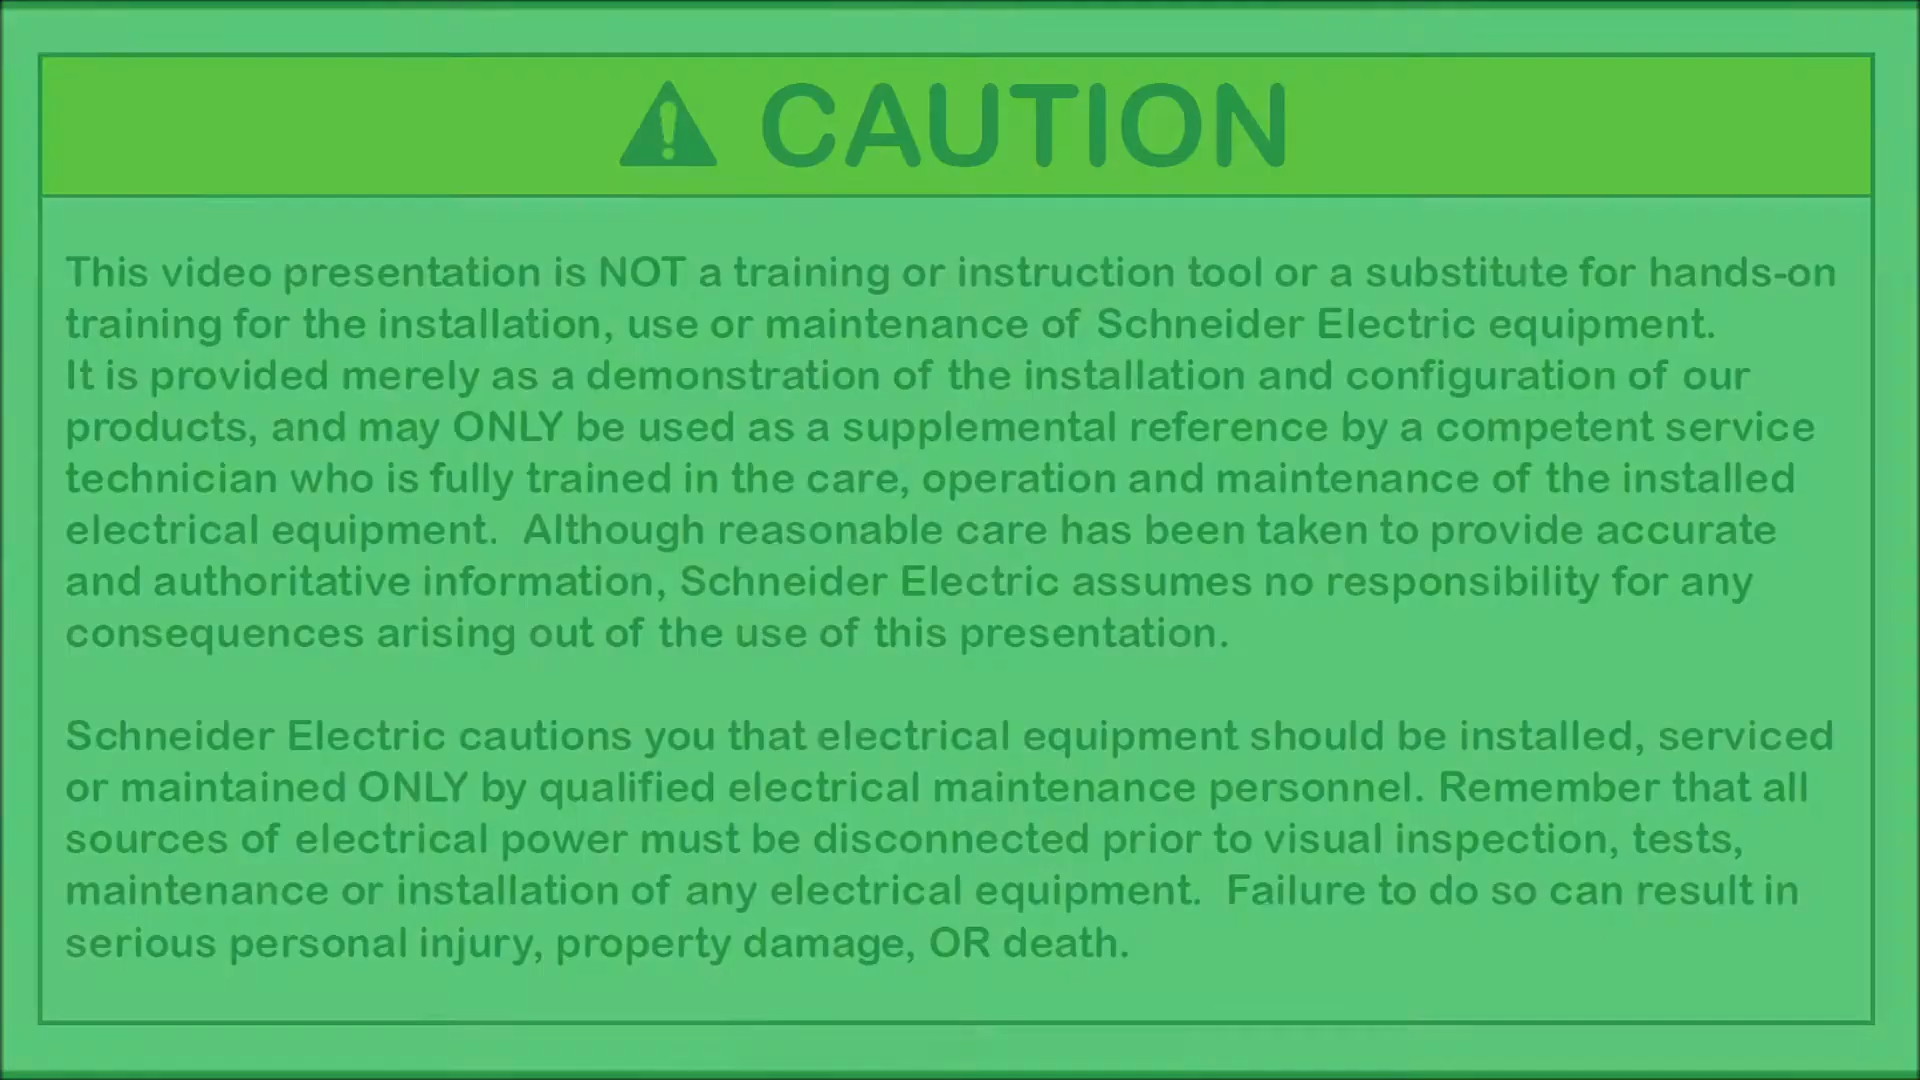 CAUTION
This video presentation is NOT a training or instruction tool or a substitute for hands-on
training for the installation, use or maintenance of Schneider Electric equipment.
It is provided merely as a demonstration of the installation and configuration of our
products, and may ONLY be used as a supplemental reference by a competent service
technician who is fully trained in the care, operation and maintenance of the installed
electrical equipment.  Although reasonable care has been taken to provide accurate
and authoritative information, Schneider Electric assumes no responsibility for any
consequences arising out of the use of this presentation.
Schneider Electric cautions you that electrical equipment should be installed, serviced
or maintained ONLY by qualified electrical maintenance personnel. Remember that all
sources of electrical power must be disconnected prior to visual inspection, tests,
maintenance or installation of any electrical equipment.  Failure to do so can result in
serious personal injury, property damage, OR death.